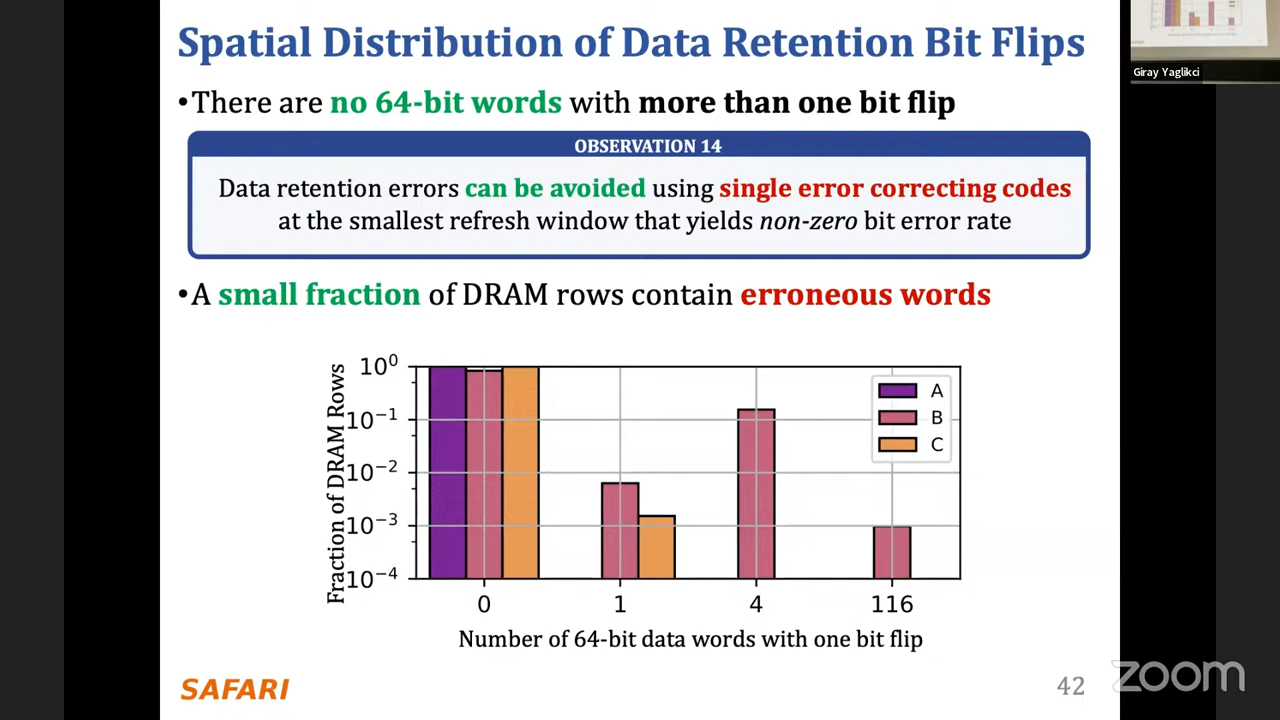 Spatial Distribution of Data Retention Bit Flips
Giray Yaglikci
•There are no 64-bit words with more than one bit flip
OBSERVATION 14
Data retention errors can be avoided using single error correcting codes
at the smallest refresh window that yields non-zero bit error rate
•A small fraction of DRAM rows contain erroneous words
Fraction of DRAM Rows
10⁰
10⁻¹
10⁻²
10⁻³
10⁻⁴
A
B
C
0 1 4 116
Number of 64-bit data words with one bit flip
SAFARI
42
zoom